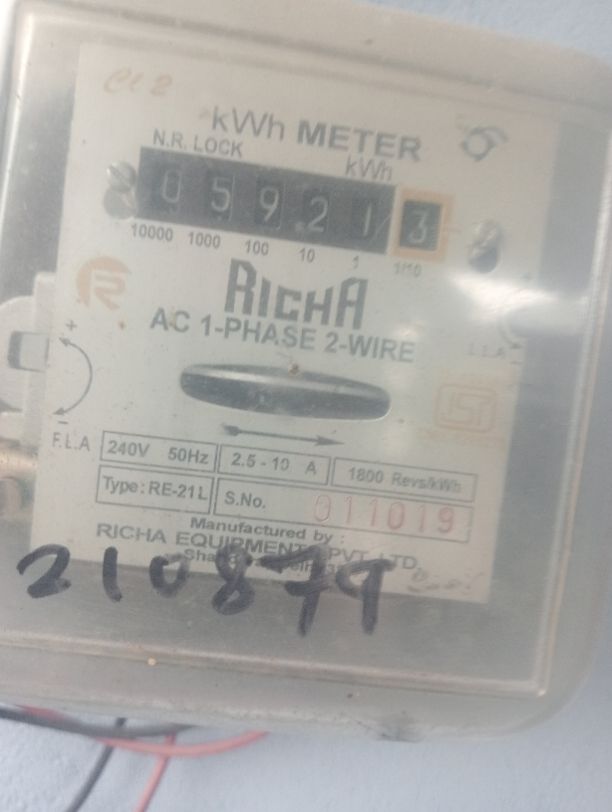 Cl 2
kWh METER
N.R. LOCK
kWh
0 5 9 2 1 3
10000 1000 100 10 1 1/10
R
RICHA
AC 1-PHASE 2-WIRE
+ 
-
F.L.A
240V 50Hz 2.5 - 10 A 1800 Revs/kWh
Type: RE-21L S.No. 011019
Manufactured by :
RICHA EQUIPMENTS PVT. LTD.
210879